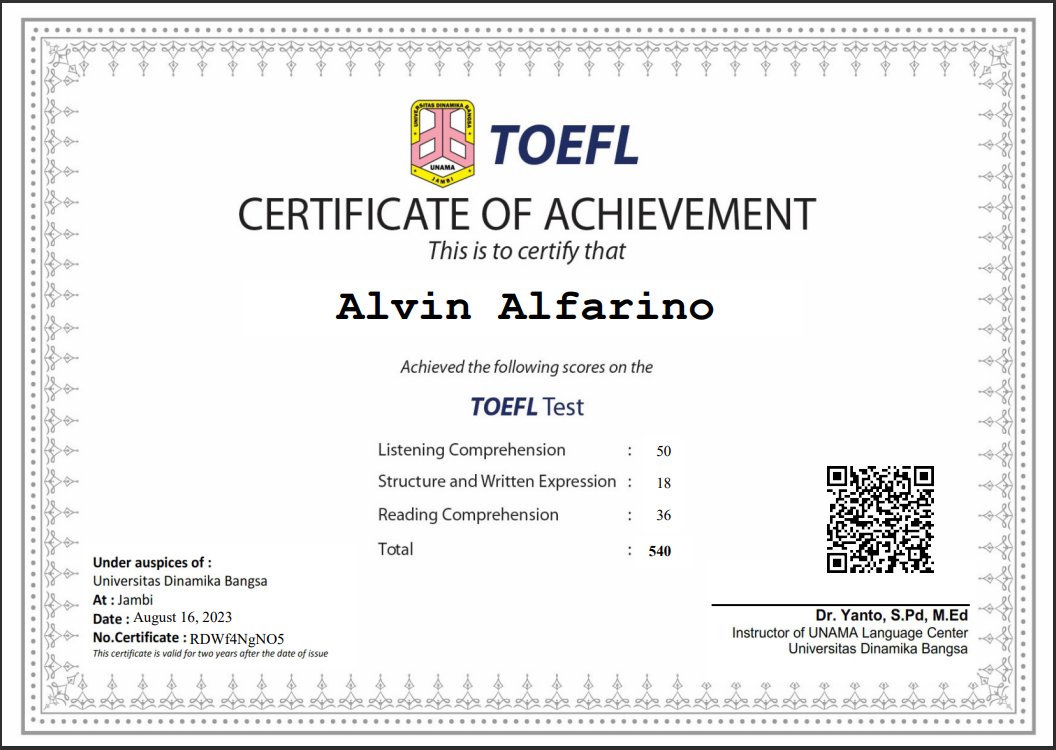 UNIVERSITAS DINAMIKA BANGSA
UNAMA
JAMBI
TOEFL
CERTIFICATE OF ACHIEVEMENT
This is to certify that
Alvin Alfarino
Achieved the following scores on the
TOEFL Test
Listening Comprehension : 50
Structure and Written Expression : 18
Reading Comprehension : 36
Total : 540
Under auspices of :
Universitas Dinamika Bangsa
At : Jambi
Date : August 16, 2023
No.Certificate : RDWf4NgNO5
This certificate is valid for two years after the date of issue
Dr. Yanto, S.Pd, M.Ed
Instructor of UNAMA Language Center
Universitas Dinamika Bangsa